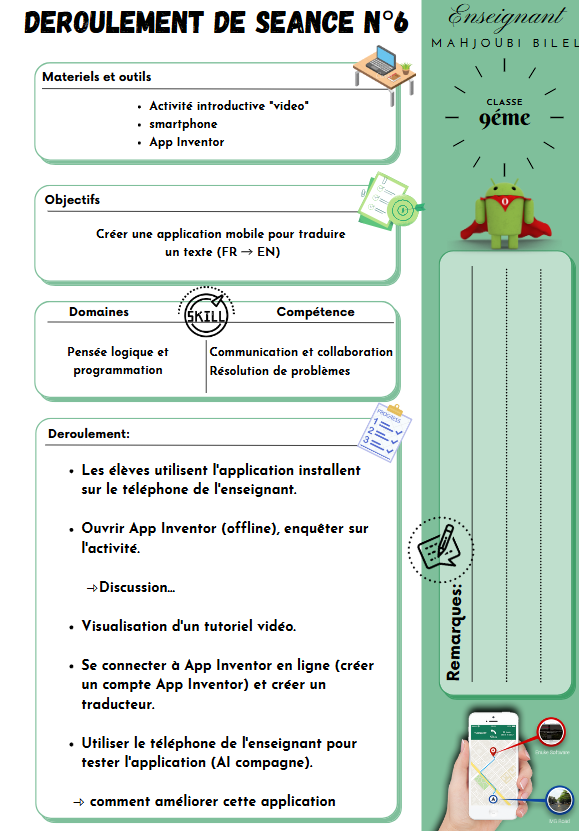 DEROULEMENT DE SEANCE N°6
Enseignant
MAHJOUBI BILEL
CLASSE
9éme
Materiels et outils
• Activité introductive "video"
• smartphone
• App Inventor
Objectifs
Créer une application mobile pour traduire
un texte (FR → EN)
Domaines
SKILL
Compétence
Pensée logique et
programmation
Communication et collaboration
Résolution de problèmes
Deroulement:
PROGRESS
1
2
3
• Les élèves utilisent l'application installent
sur le téléphone de l'enseignant.
• Ouvrir App Inventor (offline), enquêter sur
l'activité.
→Discussion...
• Visualisation d'un tutoriel vidéo.
• Se connecter à App Inventor en ligne (créer
un compte App Inventor) et créer un
traducteur.
• Utiliser le téléphone de l'enseignant pour
tester l'application (AI compagne).
→ comment améliorer cette application
Remarques: